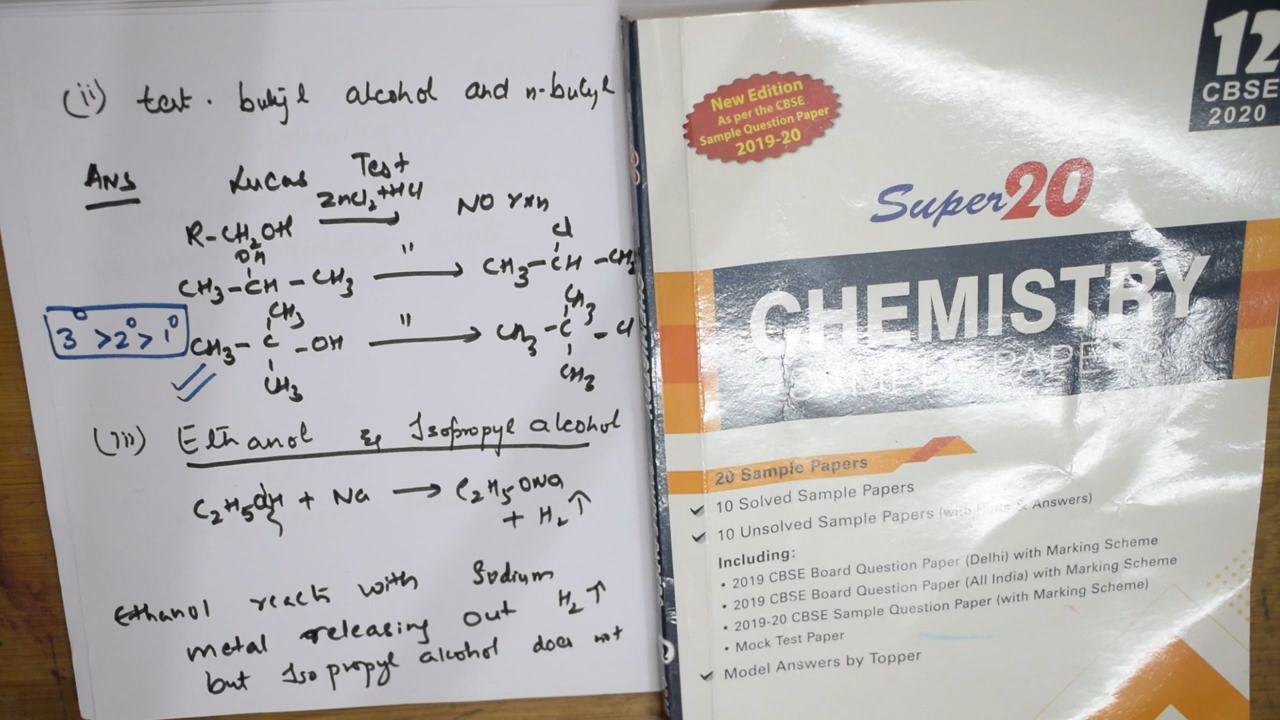 (ii) tert. butyl alcohol and n-butyl
Ans Lucas Test
R-CH2OH ZnCl2+HCl NO rxn
OH Cl
CH3-CH-CH3 " CH3-CH-CH3
CH3 CH3
CH3-C-OH " CH3-C-Cl
CH3 CH3
3° >2° > 1°
(iii) Ethanol & Isopropyl alcohol
C2H5OH + Na → C2H5ONa
+ H2↑
Ethanol reacts with Sodium
metal releasing out H2↑
but Isopropyl alcohol does not
12
CBSE
2020
New Edition
As per the CBSE
Sample Question Paper
2019-20
Super20
CHEMISTRY
20 Sample Papers
10 Solved Sample Papers
10 Unsolved Sample Papers (with & Answers)
Including:
• 2019 CBSE Board Question Paper (Delhi) with Marking Scheme
• 2019 CBSE Board Question Paper (All India) with Marking Scheme
• 2019-20 CBSE Sample Question Paper (with Marking Scheme)
• Mock Test Paper
Model Answers by Topper